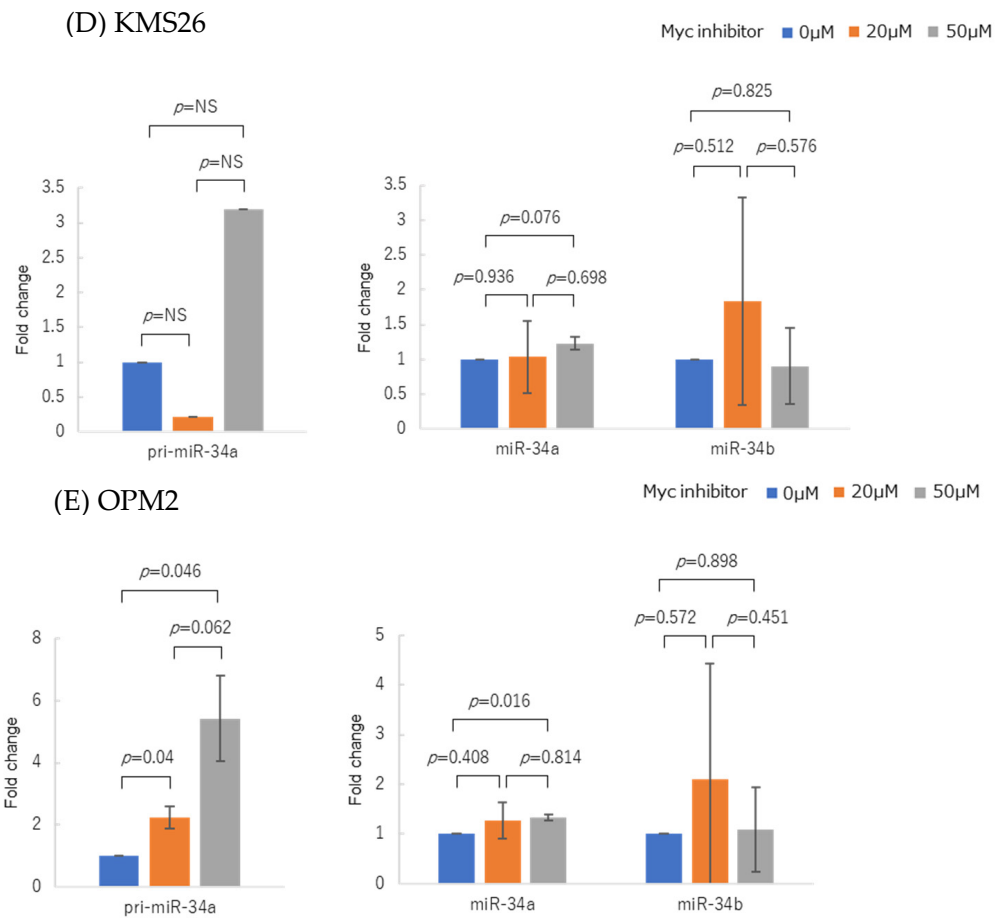 (D) KMS26
Myc inhibitor 0μM 20μM 50μM
p=NS
p=NS
p=NS
Fold change
3.5
3
2.5
2
1.5
1
0.5
0
pri-miR-34a
p=0.825
p=0.512 p=0.576
p=0.076
p=0.936 p=0.698
Fold change
3.5
3
2.5
2
1.5
1
0.5
0
miR-34a miR-34b
(E) OPM2
Myc inhibitor 0μM 20μM 50μM
p=0.046
p=0.062
p=0.04
Fold change
8
6
4
2
0
pri-miR-34a
p=0.898
p=0.572 p=0.451
p=0.016
p=0.408 p=0.814
Fold change
5
4
3
2
1
0
miR-34a miR-34b